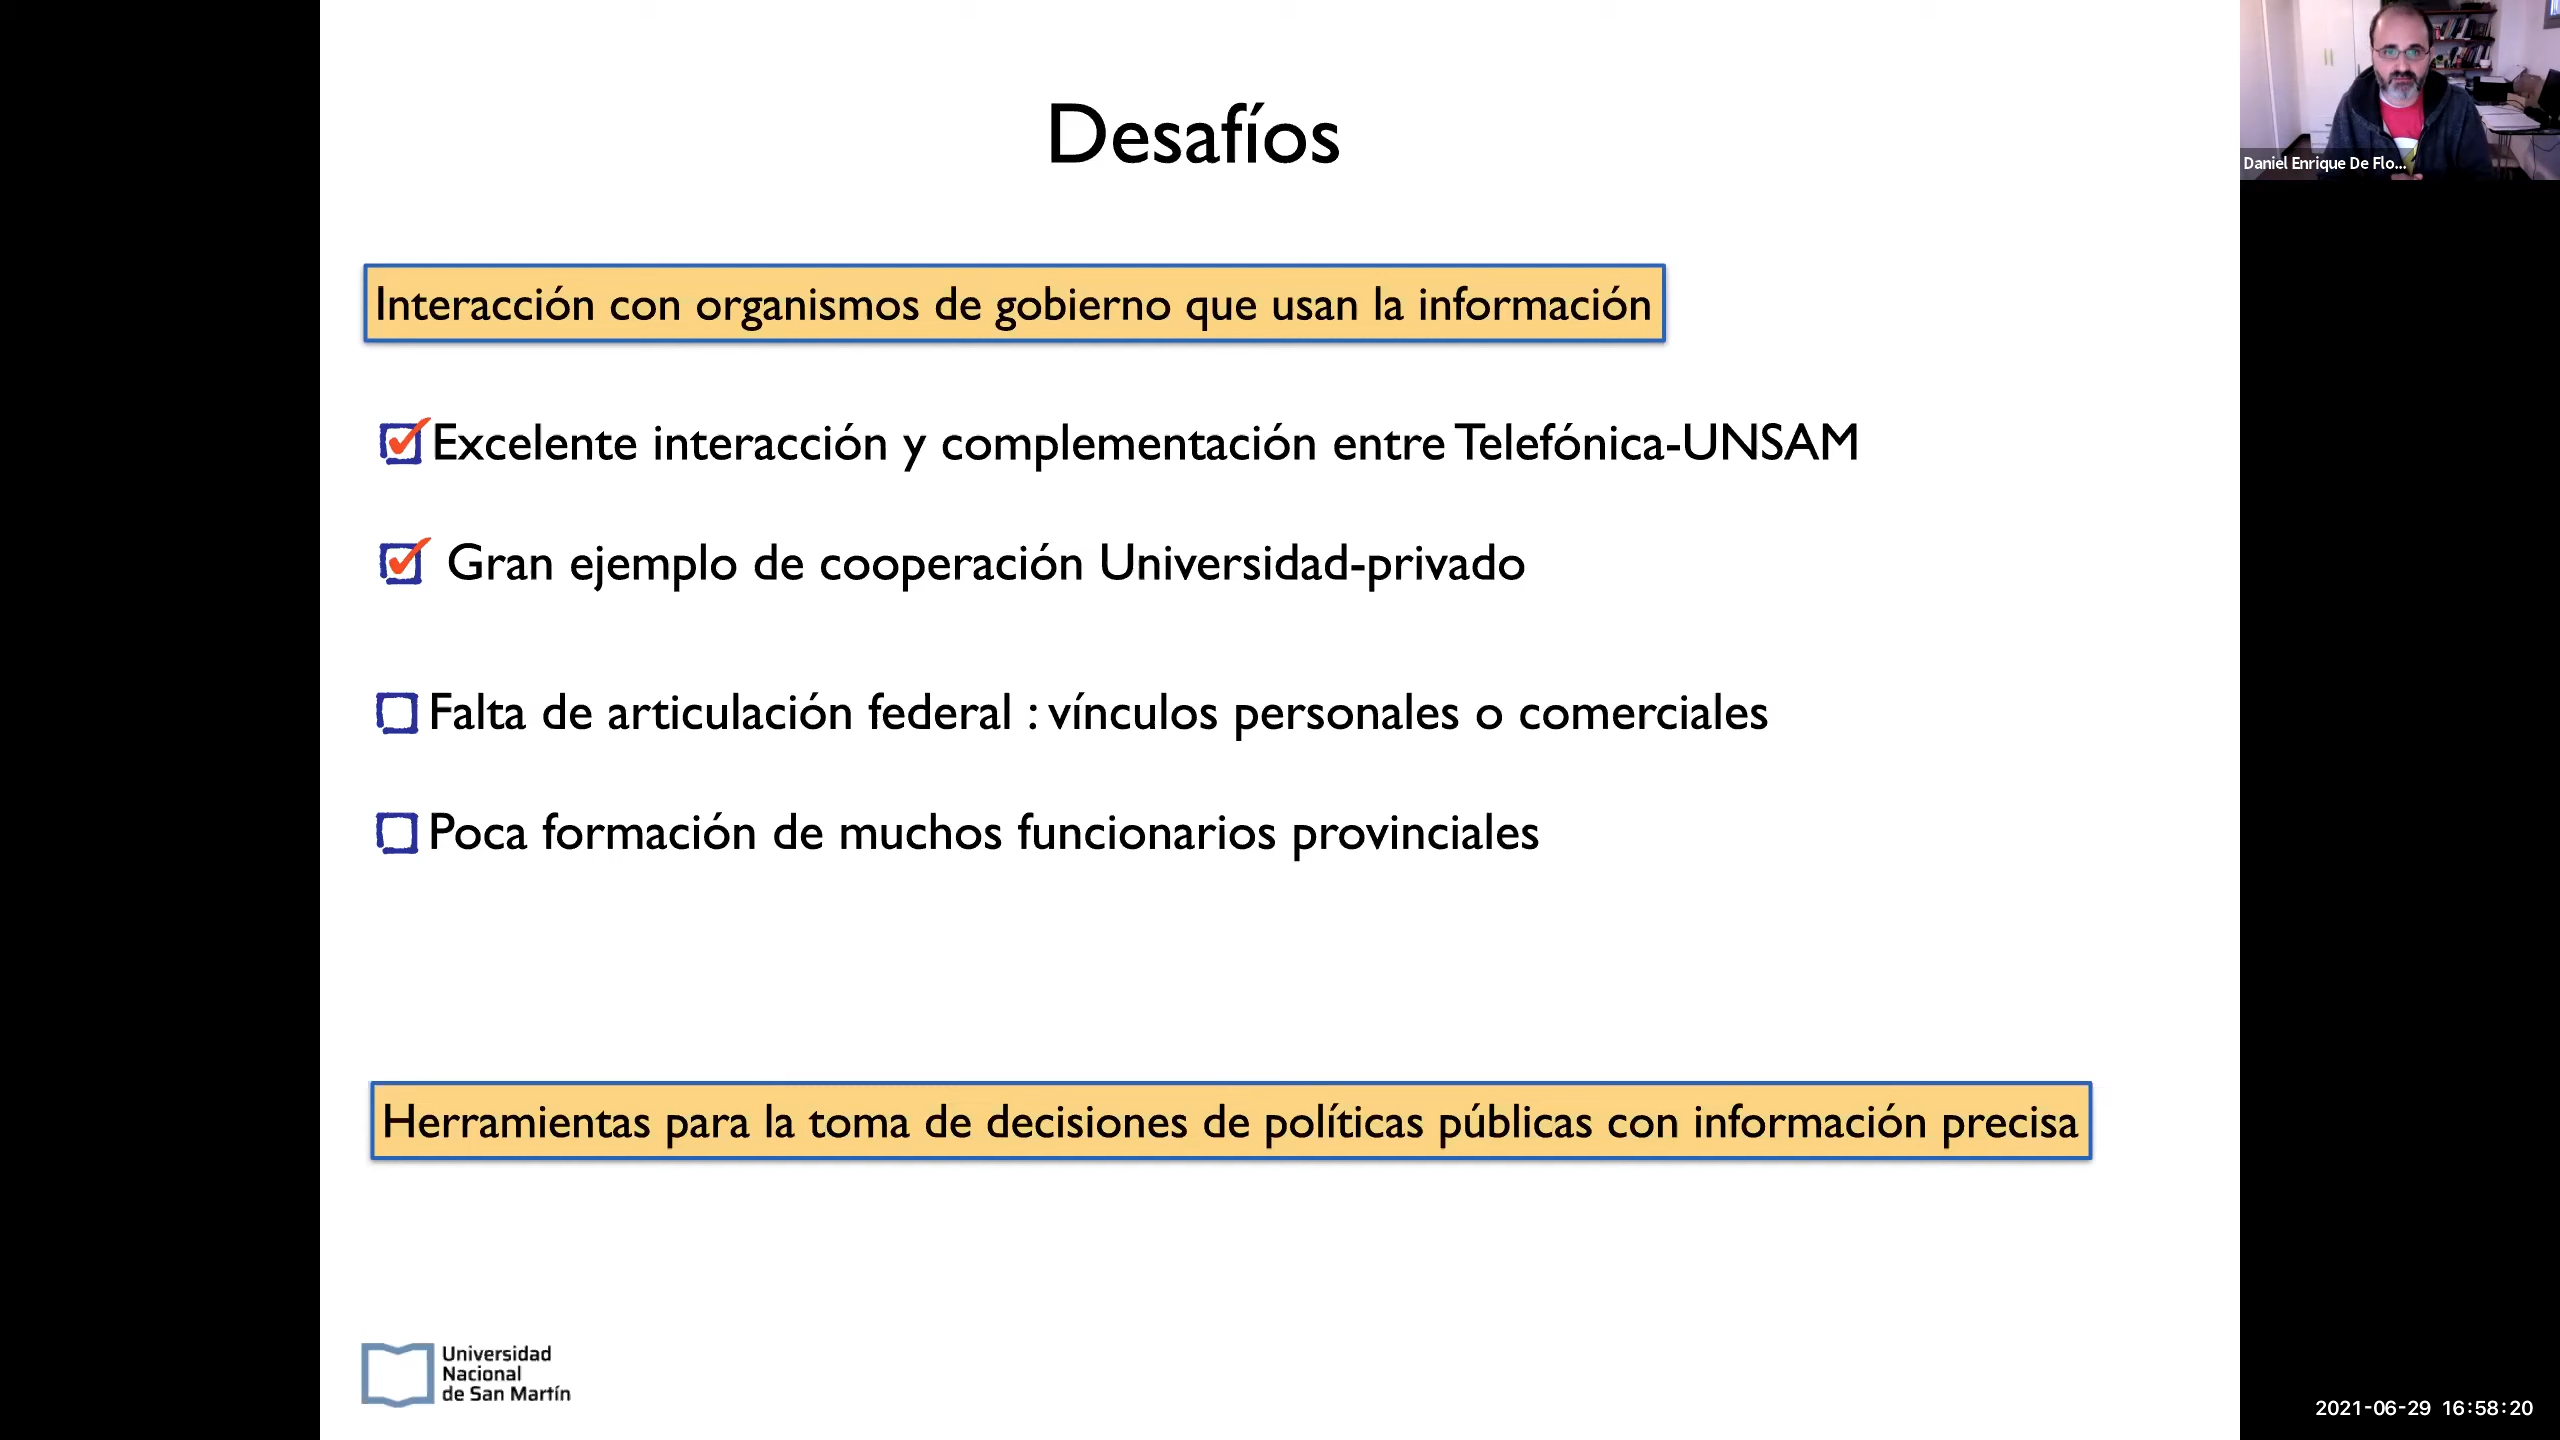 Desafíos
Daniel Enrique De Flo...
Interacción con organismos de gobierno que usan la información
Excelente interacción y complementación entre Telefónica-UNSAM
Gran ejemplo de cooperación Universidad-privado
Falta de articulación federal : vínculos personales o comerciales
Poca formación de muchos funcionarios provinciales
Herramientas para la toma de decisiones de políticas públicas con información precisa
Universidad
Nacional
de San Martín
2021-06-29 16:58:20